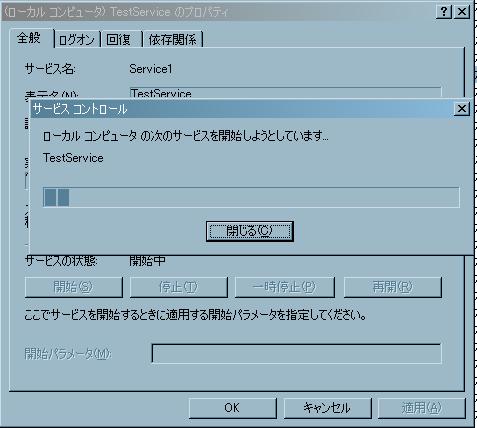 (ローカル コンピュータ) TestService のプロパティ
全般
ログオン
回復
依存関係
サービス名:
Service1
表示名(N):
TestService
サービス コントロール
ローカル コンピュータ の次のサービスを開始しようとしています...
TestService
閉じる(C)
サービスの状態:
開始中
開始(S)
停止(T)
一時停止(P)
再開(R)
ここでサービスを開始するときに適用する開始パラメータを指定してください。
開始パラメータ(M):
OK
キャンセル
適用(A)